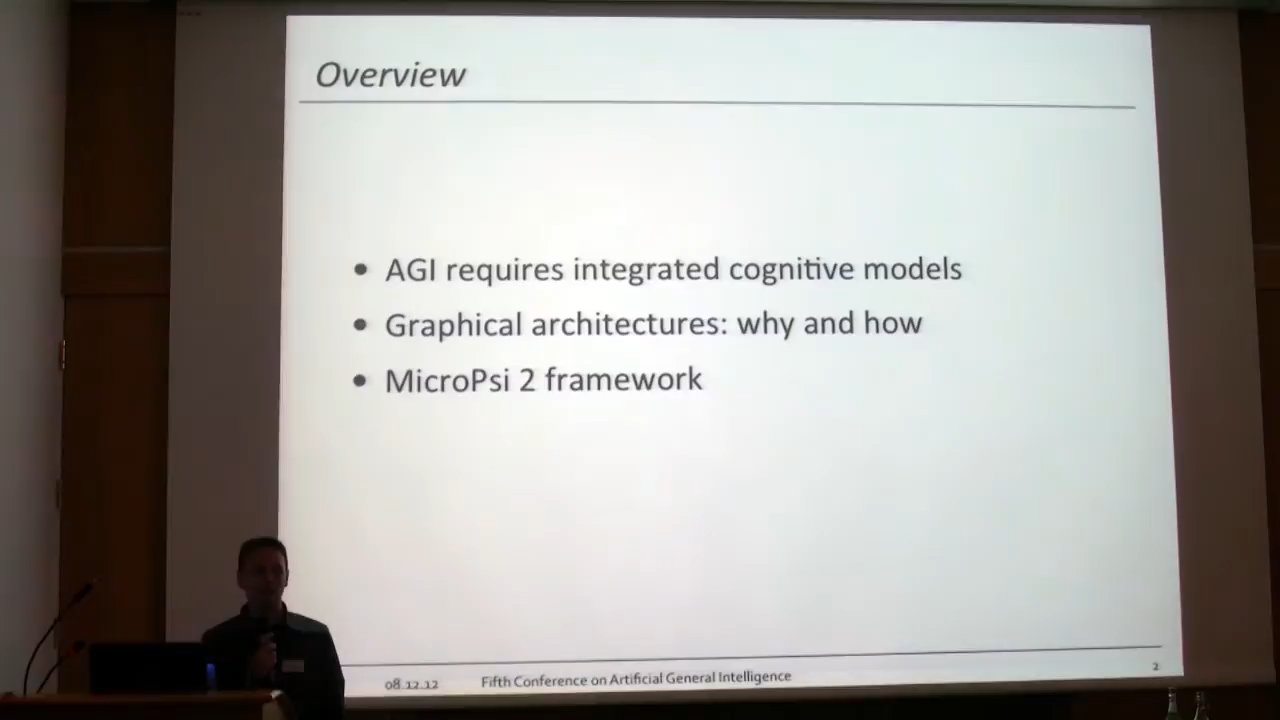 Overview
• AGI requires integrated cognitive models
• Graphical architectures: why and how
• MicroPsi 2 framework
08.12.12 Fifth Conference on Artificial General Intelligence 2